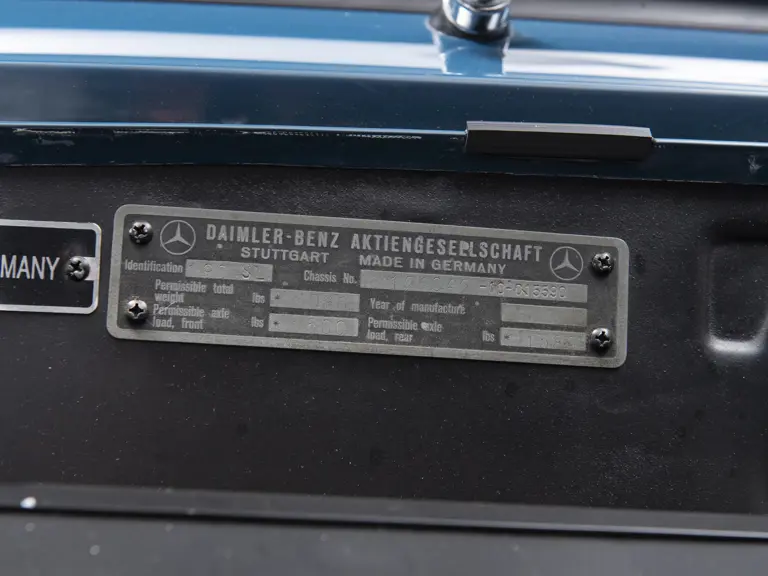 MANY
DAIMLER-BENZ AKTIENGESELLSCHAFT
STUTTGART MADE IN GERMANY
Identification
Chassis No.
Permissible total
weight lbs
Year of manufacture
Permissible axle
load, front lbs
Permissible axle
load, rear lbs